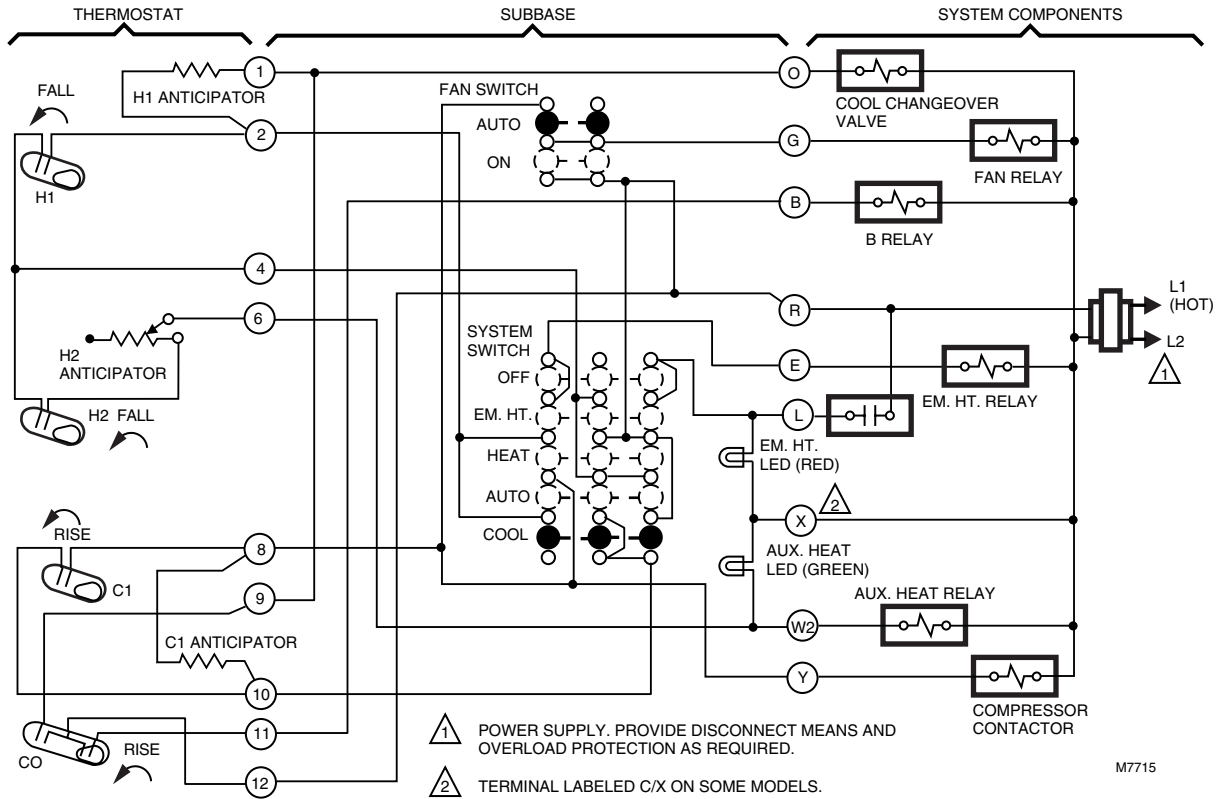 THERMOSTAT
SUBBASE
SYSTEM COMPONENTS
1
H1 ANTICIPATOR
FALL
2
H1
4
6
H2
ANTICIPATOR
H2 FALL
RISE
8
C1
9
C1 ANTICIPATOR
10
11
CO
RISE
12
FAN SWITCH
AUTO
ON
SYSTEM
SWITCH
OFF
EM. HT.
HEAT
AUTO
COOL
O
COOL CHANGEOVER
VALVE
G
FAN RELAY
B
B RELAY
R
L1
(HOT)
L2
1
E
EM. HT. RELAY
L
EM. HT.
LED (RED)
X
2
AUX. HEAT
LED (GREEN)
AUX. HEAT RELAY
W2
Y
COMPRESSOR
CONTACTOR
1 POWER SUPPLY. PROVIDE DISCONNECT MEANS AND
OVERLOAD PROTECTION AS REQUIRED.
2 TERMINAL LABELED C/X ON SOME MODELS.
M7715